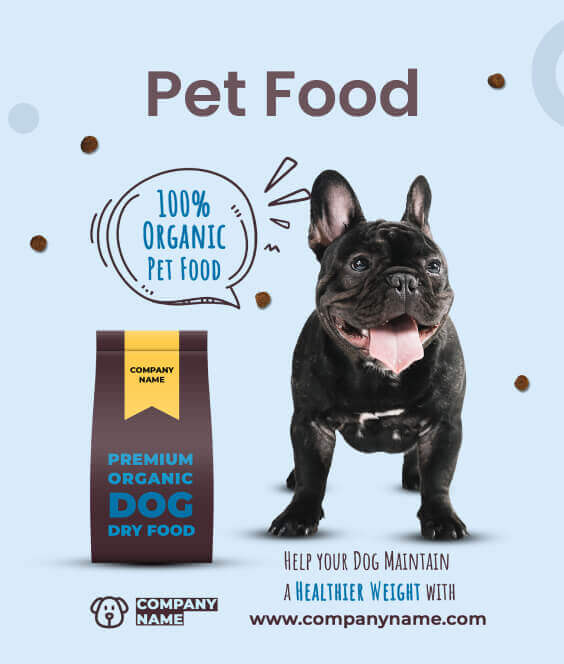 Pet Food
100%
ORGANIC
PET FOOD
COMPANY
NAME
PREMIUM
ORGANIC
DOG
DRY FOOD
HELP YOUR DOG MAINTAIN
A HEALTHIER WEIGHT WITH
COMPANY
NAME
www.companyname.com